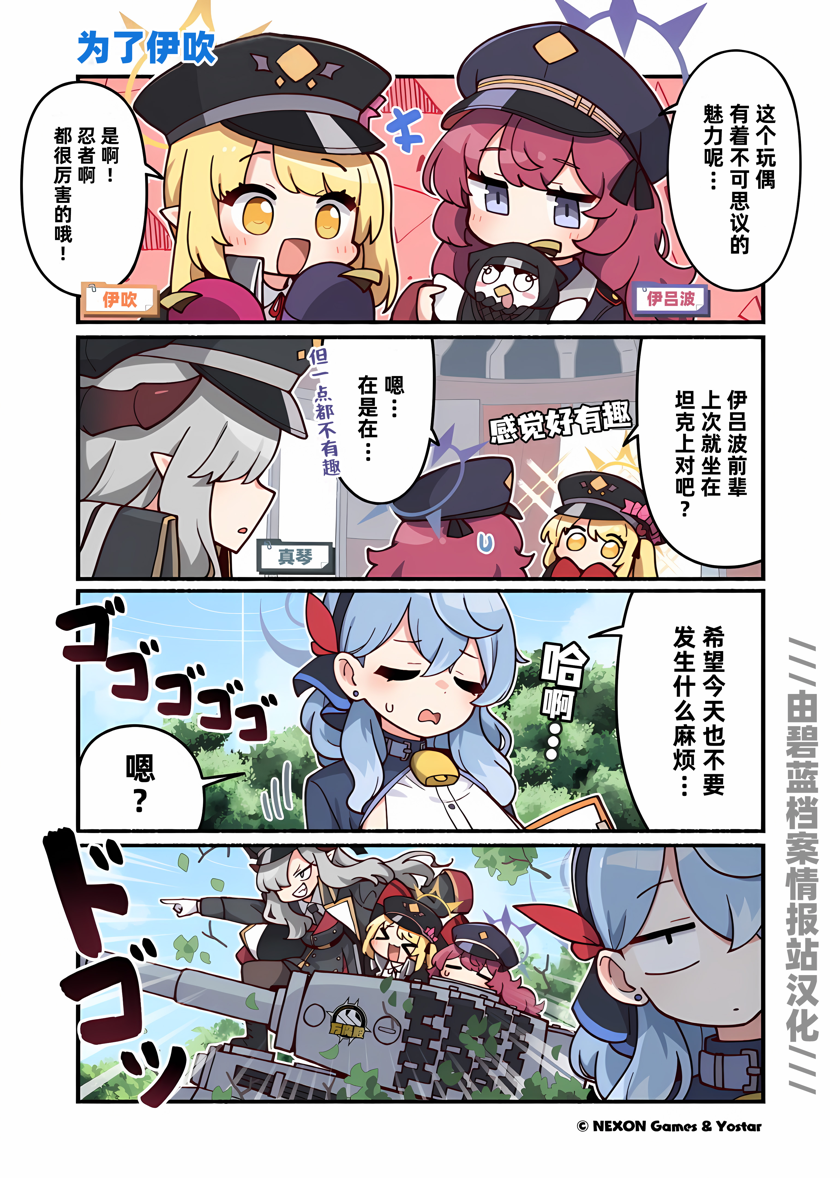 为了伊吹
这个玩偶
有着不可思议的
魅力呢…
是啊！
忍者啊
都很厉害的哦！
伊吹
伊吕波
伊吕波前辈
上次就坐在
坦克上对吧？
感觉好有趣
嗯…
在是在…
但一点都不有趣
真琴
希望今天也不要
发生什么麻烦…
哈啊…
ゴゴゴゴゴ
嗯？
ドゴゴッ
///由碧蓝档案情报站汉化///
© NEXON Games & Yostar